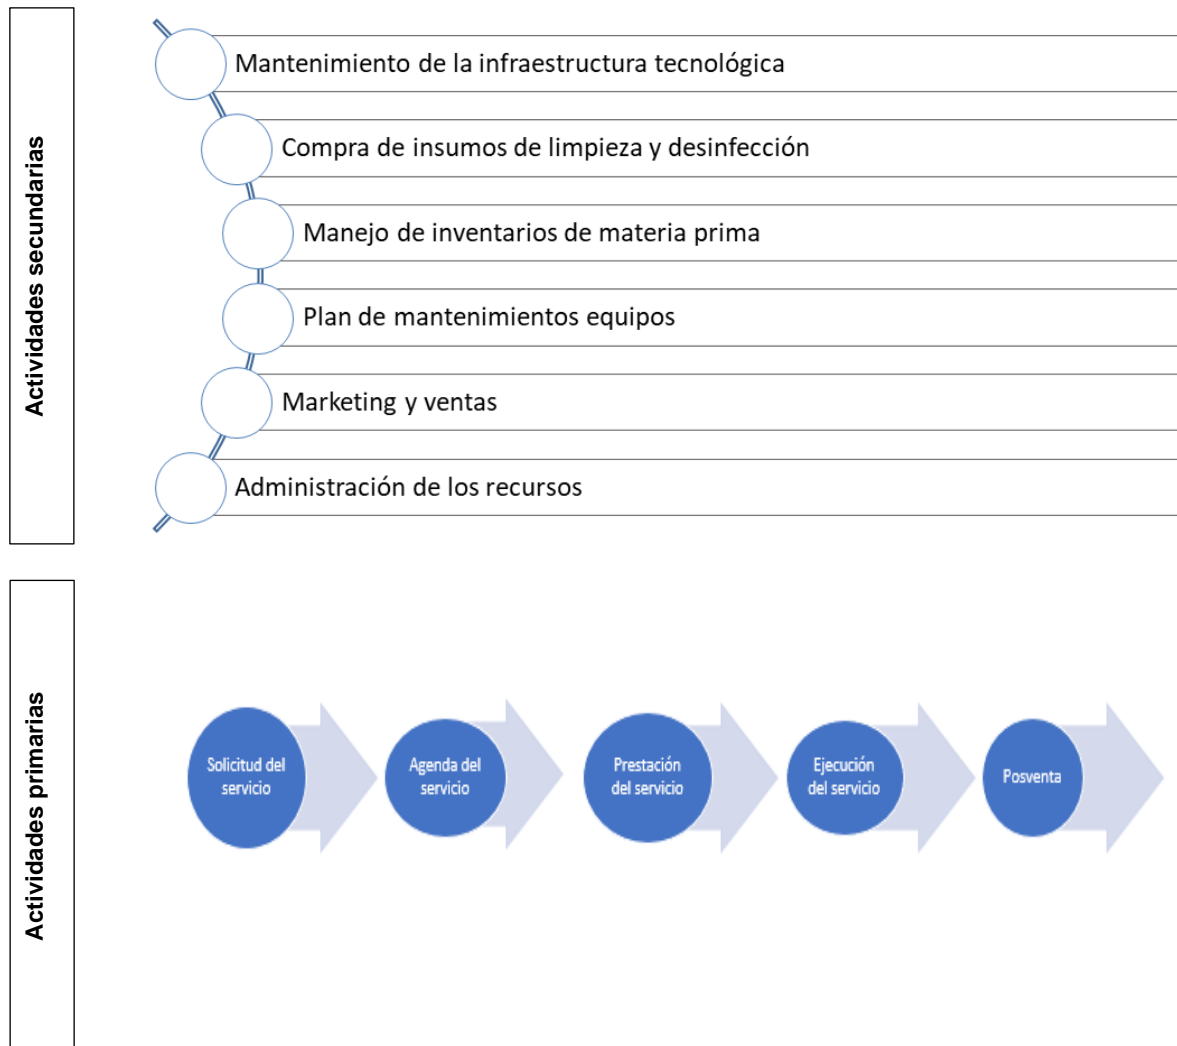 Actividades secundarias
Mantenimiento de la infraestructura tecnológica
Compra de insumos de limpieza y desinfección
Manejo de inventarios de materia prima
Plan de mantenimientos equipos
Marketing y ventas
Administración de los recursos
Actividades primarias
Solicitud del
servicio
Agenda del
servicio
Prestación
del servicio
Ejecución
del servicio
Posventa